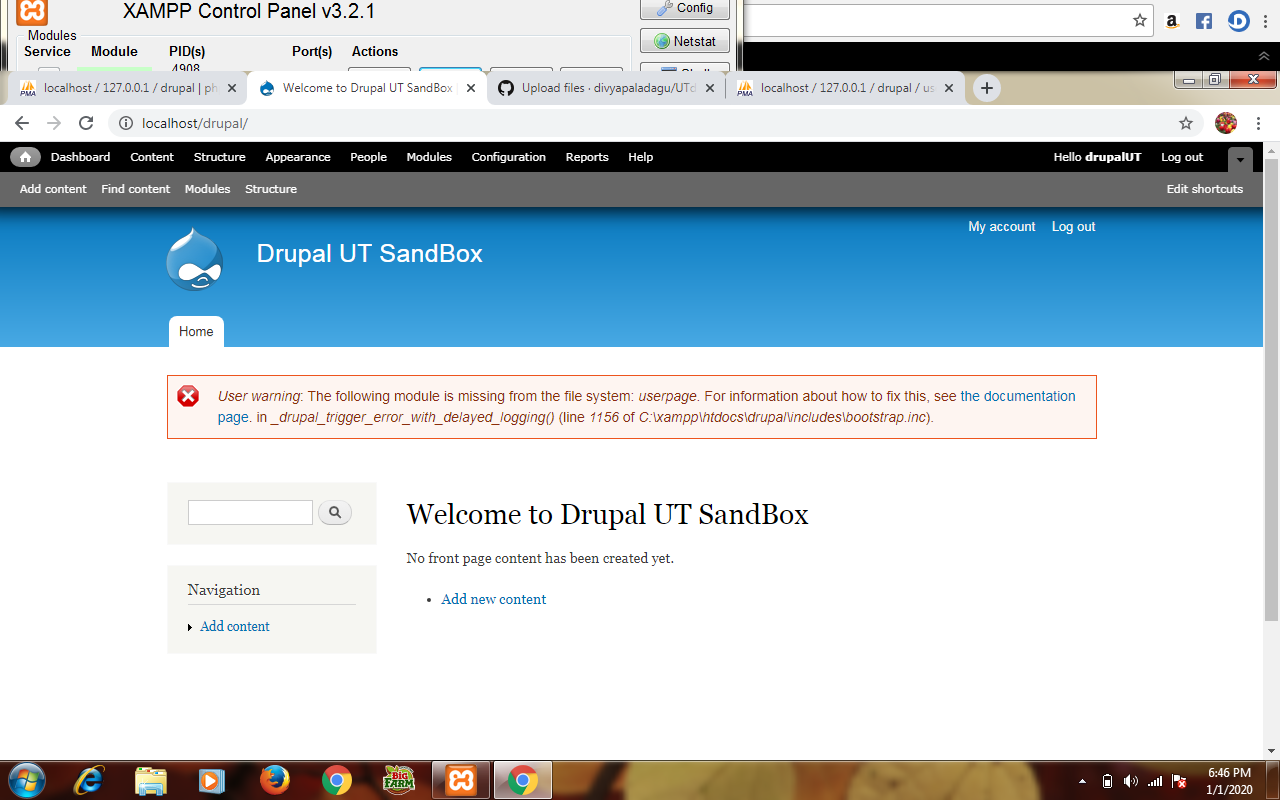 XAMPP Control Panel v3.2.1
Config
Modules
Service Module PID(s) Port(s) Actions
Netstat
4908
localhost / 127.0.0.1 / drupal | ph
Welcome to Drupal UT SandBox
Upload files · divyapaladagu/UTd
localhost / 127.0.0.1 / drupal / us
localhost/drupal/
Dashboard Content Structure Appearance People Modules Configuration Reports Help
Hello drupalUT Log out
Add content Find content Modules Structure
Edit shortcuts
My account Log out
Drupal UT SandBox
Home
User warning: The following module is missing from the file system: userpage. For information about how to fix this, see the documentation
page. in _drupal_trigger_error_with_delayed_logging() (line 1156 of C:\xampp\htdocs\drupal\includes\bootstrap.inc).
Welcome to Drupal UT SandBox
No front page content has been created yet.
Add new content
Navigation
Add content
BIG FARM
6:46 PM
1/1/2020